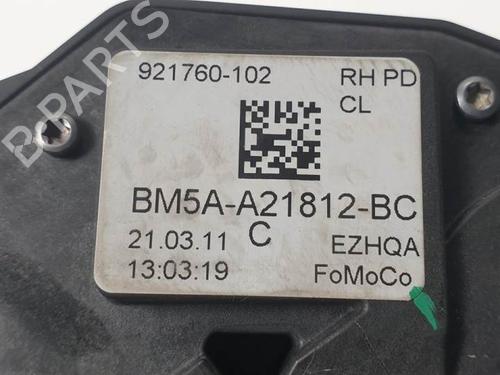 921760-102 RH PD
CL
BM5A-A21812-BC
21.03.11 C EZHQA
13:03:19 FoMoCo
B-PARTS